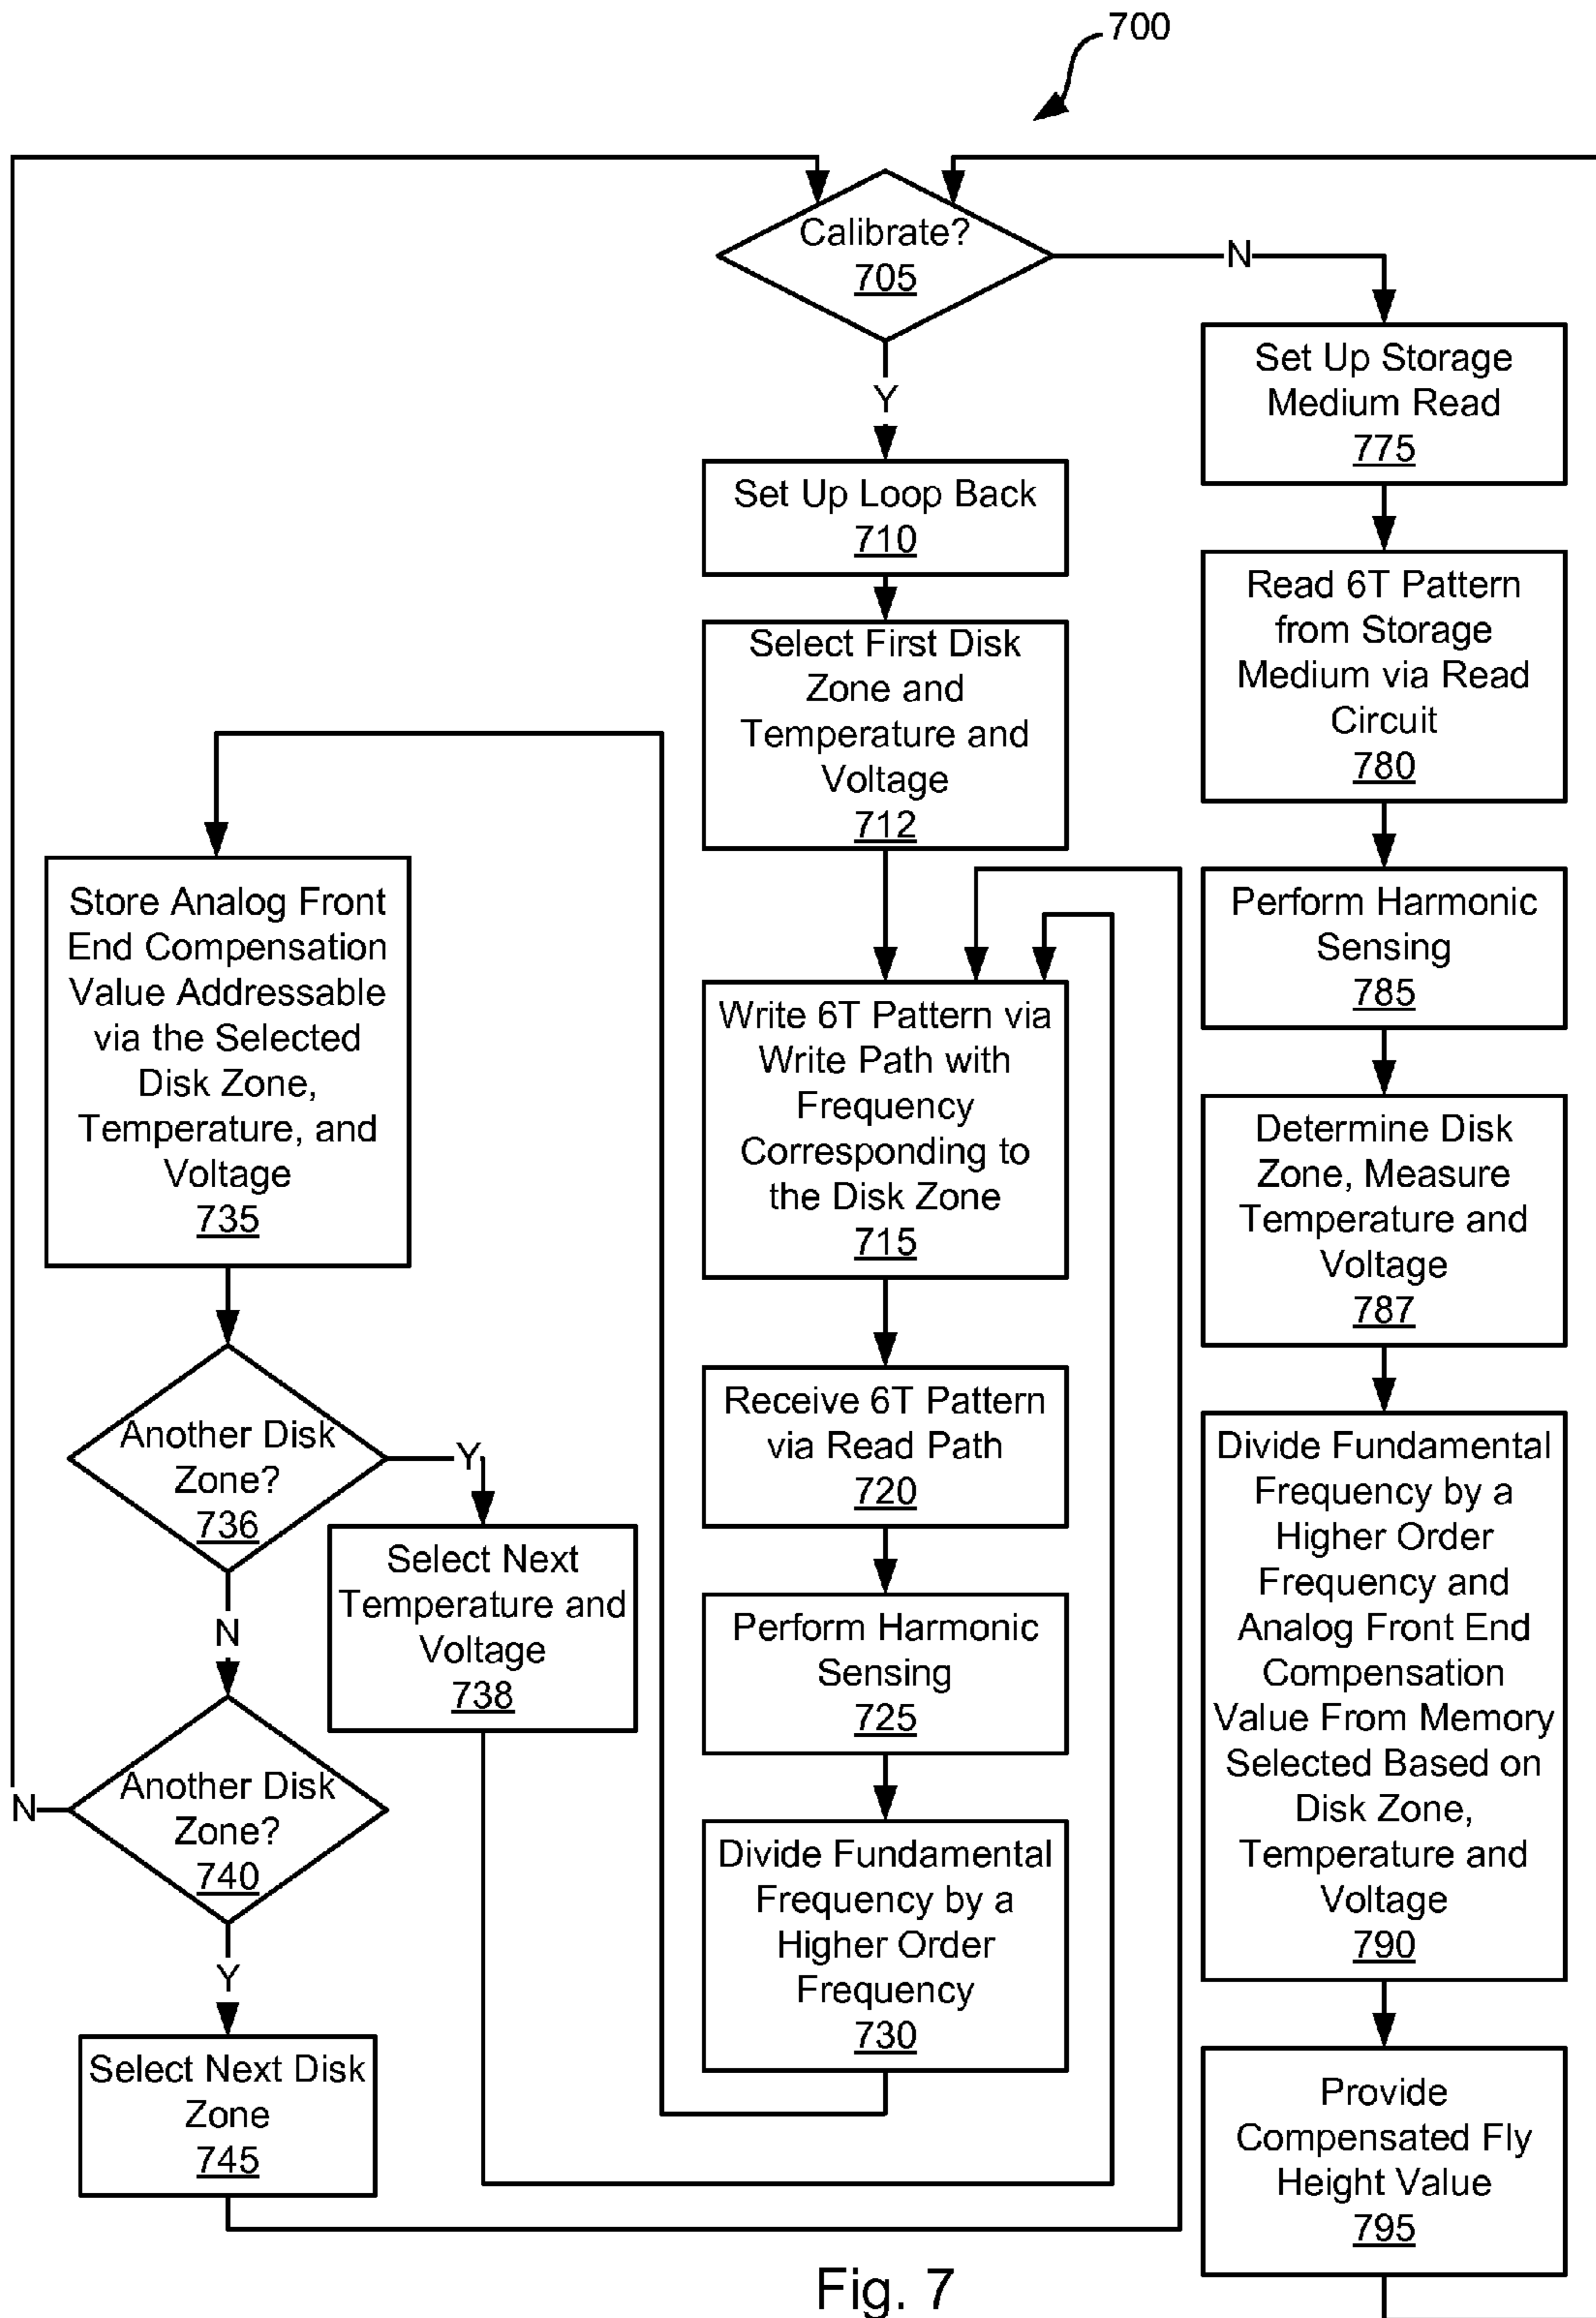 700
Calibrate?
705
N
Y
Set Up Storage
Medium Read
775
Set Up Loop Back
710
Read 6T Pattern
from Storage
Medium via Read
Circuit
780
Select First Disk
Zone and
Temperature and
Voltage
712
Perform Harmonic
Sensing
785
Store Analog Front
End Compensation
Value Addressable
via the Selected
Disk Zone,
Temperature, and
Voltage
735
Write 6T Pattern via
Write Path with
Frequency
Corresponding to
the Disk Zone
715
Determine Disk
Zone, Measure
Temperature and
Voltage
787
Another Disk
Zone?
736
Y
N
Receive 6T Pattern
via Read Path
720
Select Next
Temperature and
Voltage
738
Perform Harmonic
Sensing
725
Divide Fundamental
Frequency by a
Higher Order
Frequency and
Analog Front End
Compensation
Value From Memory
Selected Based on
Disk Zone,
Temperature and
Voltage
790
Another Disk
Zone?
740
N
Y
Divide Fundamental
Frequency by a
Higher Order
Frequency
730
Select Next Disk
Zone
745
Provide
Compensated Fly
Height Value
795
Fig. 7